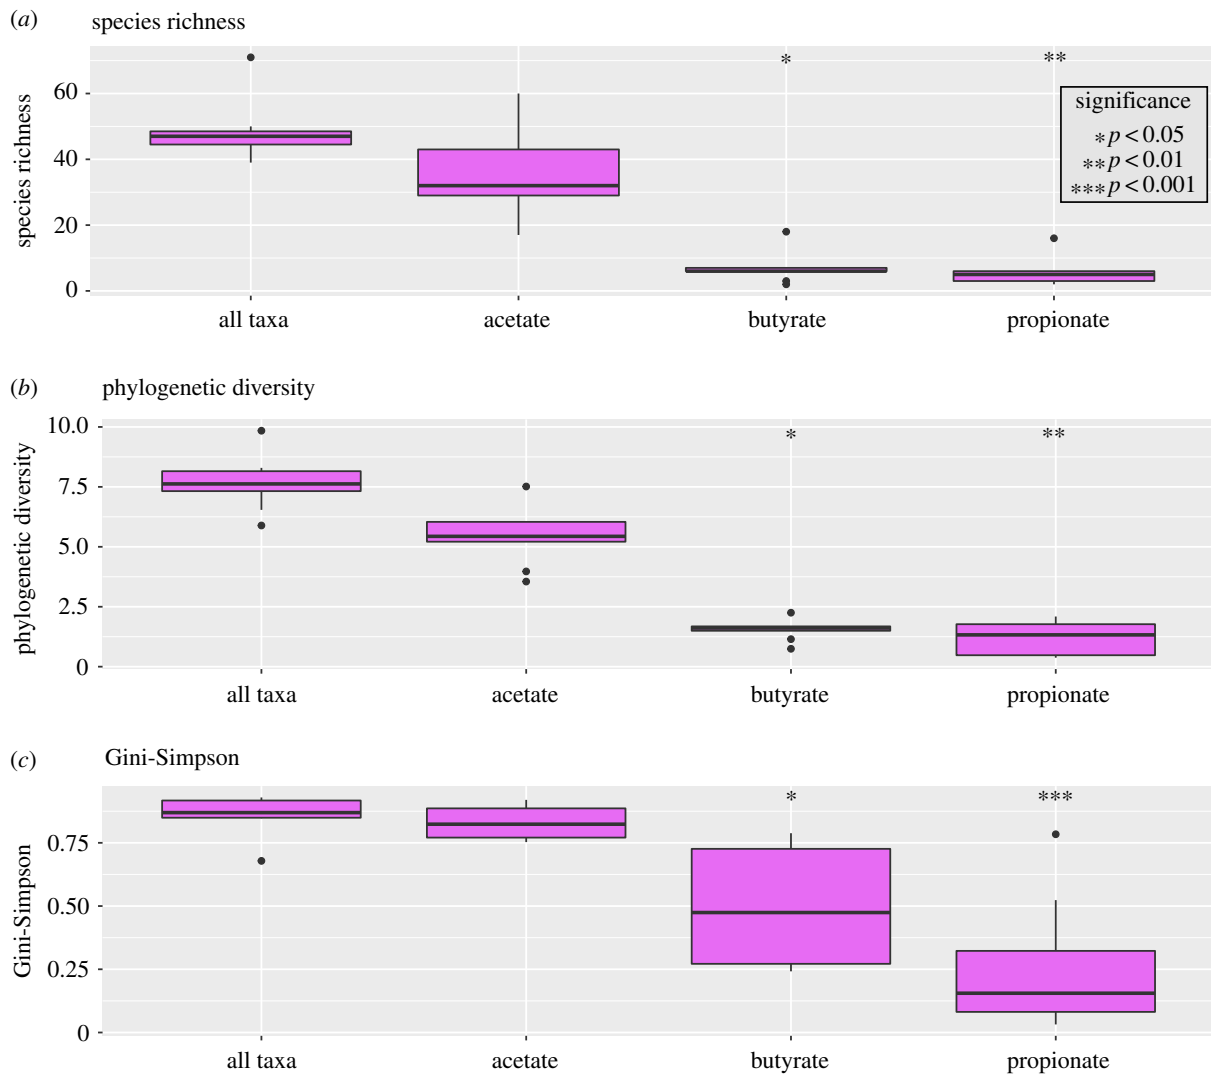 (a) species richness
* **
species richness
60
40
20
0
significance
*p < 0.05
**p < 0.01
***p < 0.001
all taxa acetate butyrate propionate
(b) phylogenetic diversity
* **
phylogenetic diversity
10.0
7.5
5.0
2.5
0
all taxa acetate butyrate propionate
(c) Gini-Simpson
* ***
Gini-Simpson
0.75
0.50
0.25
0
all taxa acetate butyrate propionate